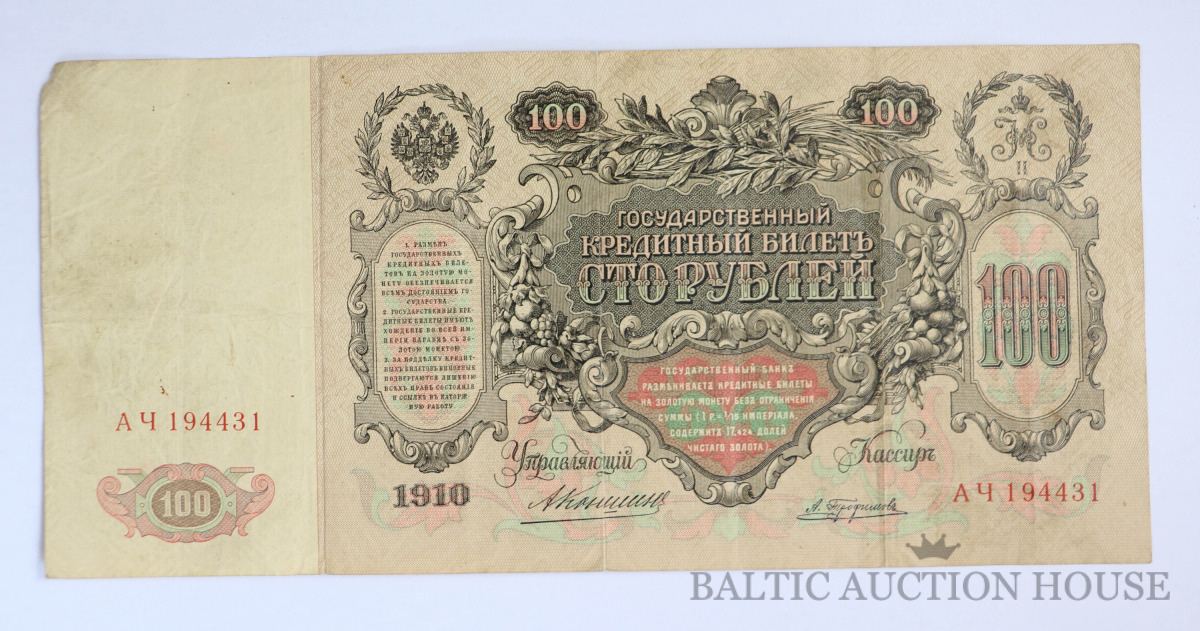 100
100
II
ГОСУДАРСТВЕННЫЙ
КРЕДИТНЫЙ БИЛЕТЪ
СТО РУБЛЕЙ
1. РАЗМѢНЪ
ГОСУДАРСТВЕННЫХЪ
КРЕДИТНЫХЪ БИЛЕ-
ТОВЪ НА ЗОЛОТУЮ МО-
НЕТУ ОБЕЗПЕЧИВАЕТСЯ
ВСѢМЪ ДОСТОЯНІЕМЪ ГО-
СУДАРСТВА.
2. ГОСУДАРСТВЕННЫЕ КРЕ-
ДИТНЫЕ БИЛЕТЫ ИМѢЮТЪ
ХОЖДЕНІЕ ВО ВСЕЙ ИМ-
ПЕРІИ НАРАВНѢ СЪ ЗО-
ЛОТОЮ МОНЕТОЮ.
3. ЗА ПОДДѢЛКУ КРЕДИТ-
НЫХЪ БИЛЕТОВЪ ВИНОВНЫЕ
ПОДВЕРГАЮТСЯ ЛИШЕНІЮ
ВСѢХЪ ПРАВЪ СОСТОЯНІЯ
И ССЫЛКѢ ВЪ КАТОРЖ-
НУЮ РАБОТУ.
100
ГОСУДАРСТВЕННЫЙ БАНКЪ
РАЗМѢНИВАЕТЪ КРЕДИТНЫЕ БИЛЕТЫ
НА ЗОЛОТУЮ МОНЕТУ БЕЗЪ ОГРАНИЧЕНІЯ
СУММЫ (1 Р.= 1/15 ИМПЕРІАЛА,
СОДЕРЖИТЪ 17,424 ДОЛЕЙ
ЧИСТАГО ЗОЛОТА)
АЧ 194431
Управляющій
Кассиръ
100
1910
АКоншинъ
А. Трофимовъ
АЧ 194431
BALTIC AUCTION HOUSE